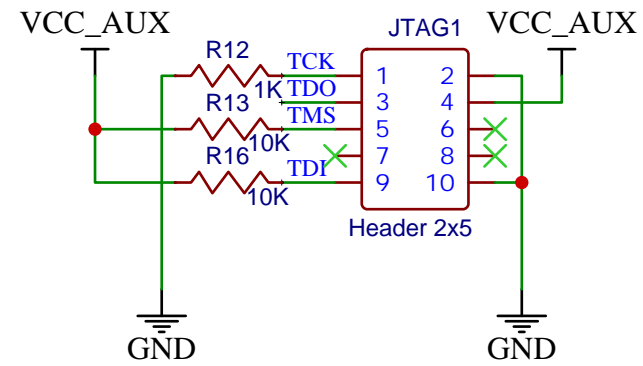 VCC_AUX
JTAG1
VCC_AUX
R12
TCK
1K
1
2
R13
TDO
3
4
TMS
10K
5
6
R16
7
8
TDI
10K
9
10
Header 2x5
GND
GND